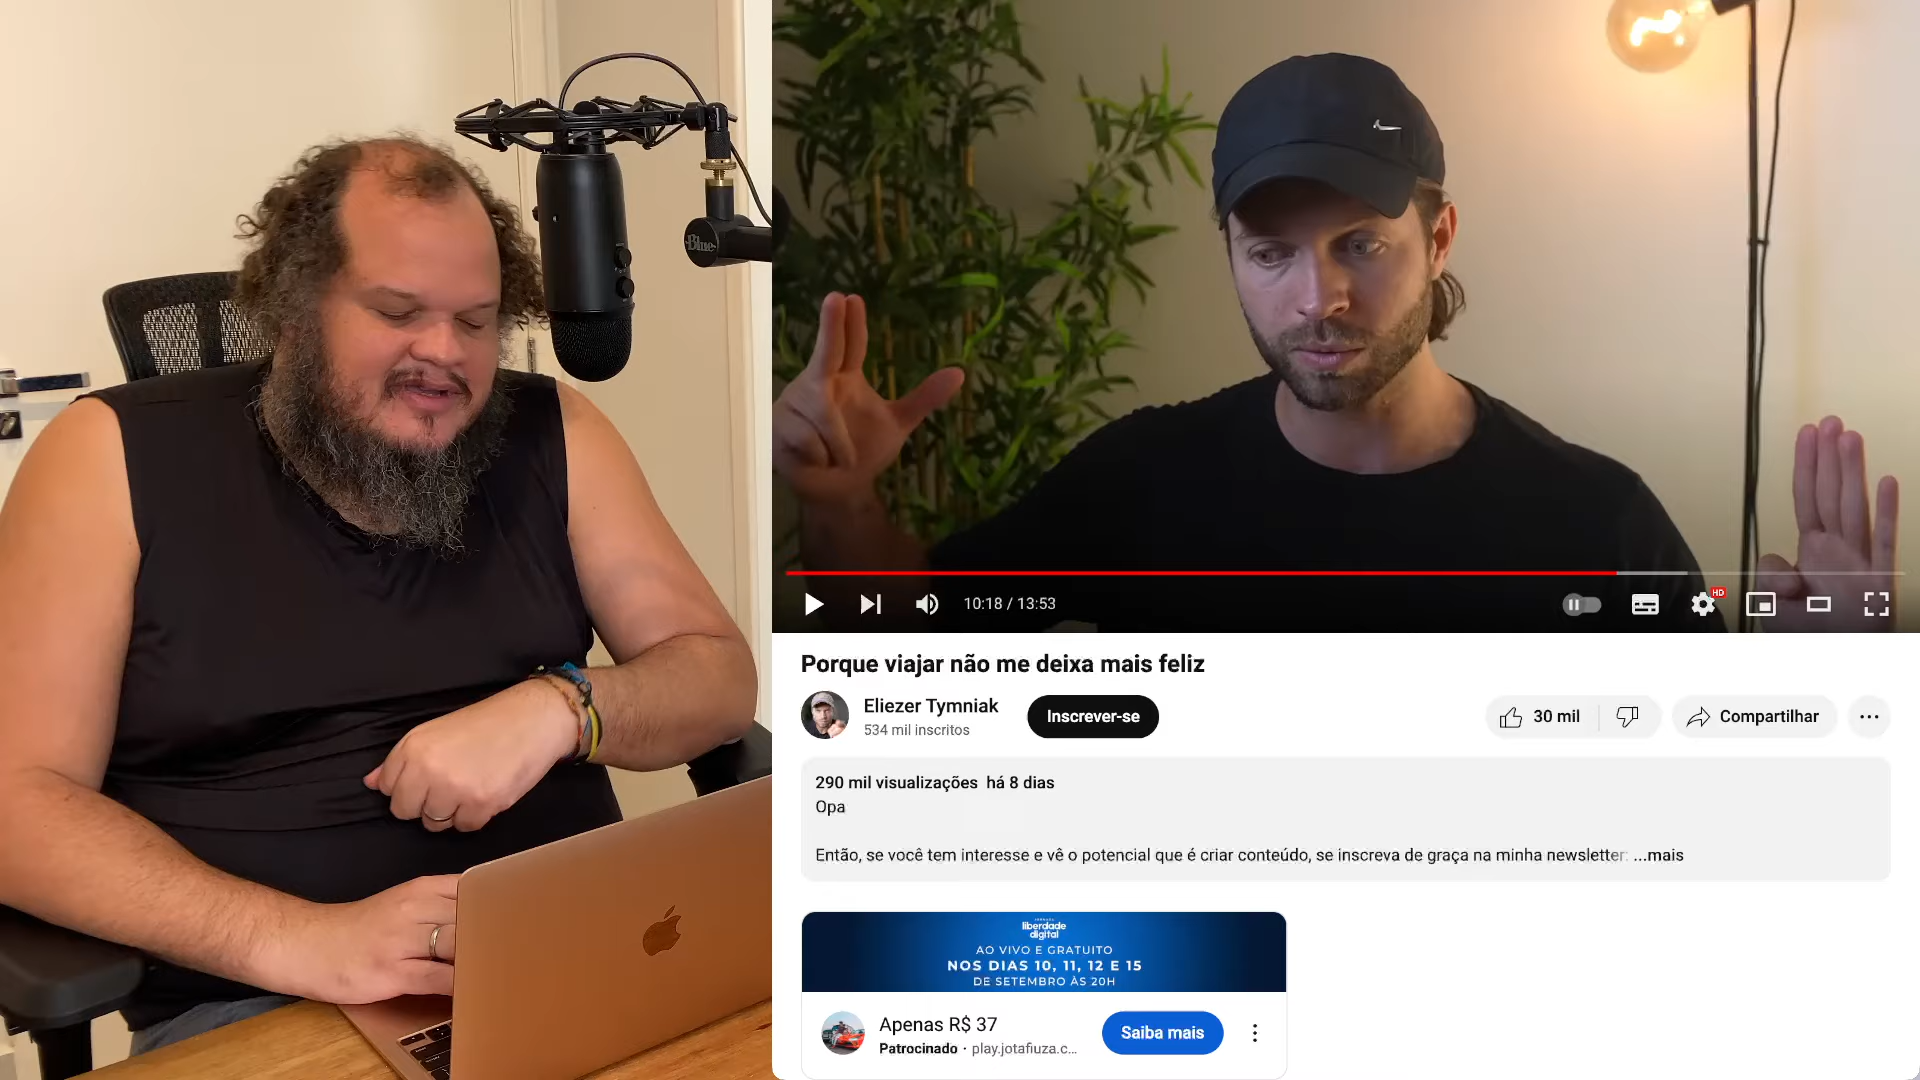 Blue
HD
10:18 / 13:53
Porque viajar não me deixa mais feliz
Eliezer Tymniak
534 mil inscritos
Inscrever-se
30 mil
Compartilhar
290 mil visualizações há 8 dias
Opa
Então, se você tem interesse e vê o potencial que é criar conteúdo, se inscreva de graça na minha newsletter: ...mais
JORNADA
liberdade
digital
AO VIVO E GRATUITO
NOS DIAS 10, 11, 12 E 15
DE SETEMBRO ÀS 20H
Apenas R$ 37
Patrocinado · play.jotafiuza.c...
Saiba mais